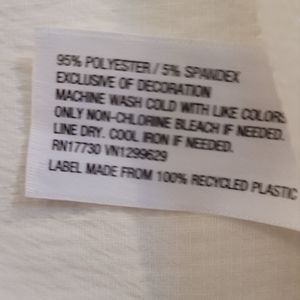 95% POLYESTER / 5% SPANDEX
EXCLUSIVE OF DECORATION
MACHINE WASH COLD WITH LIKE COLORS
ONLY NON-CHLORINE BLEACH IF NEEDED.
LINE DRY. COOL IRON IF NEEDED.
RN17730 VN1299629
LABEL MADE FROM 100% RECYCLED PLASTIC